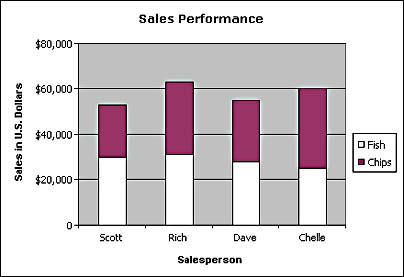 Sales Performance
$80,000
$60,000
$40,000
$20,000
0
Sales in U.S. Dollars
Scott Rich Dave Chelle
Salesperson
Fish
Chips